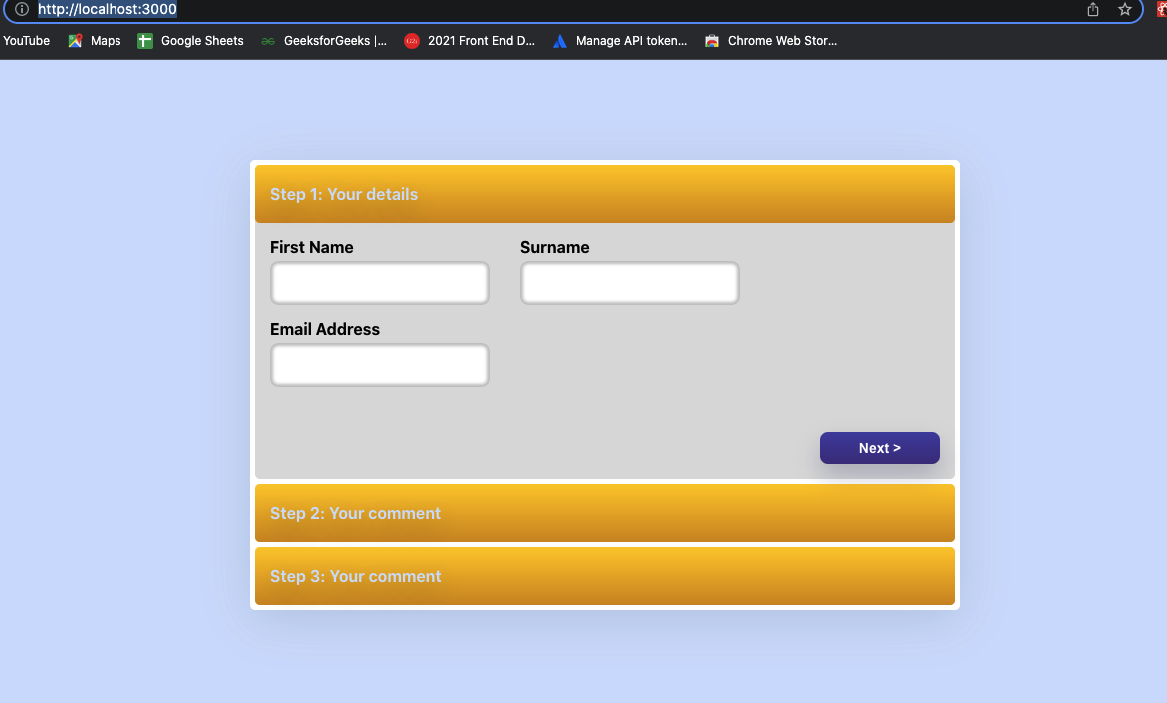 http://localhost:3000
YouTube Maps Google Sheets GeeksforGeeks |... 2021 Front End D... Manage API token... Chrome Web Stor...
Step 1: Your details
First Name Surname
Email Address
Next >
Step 2: Your comment
Step 3: Your comment